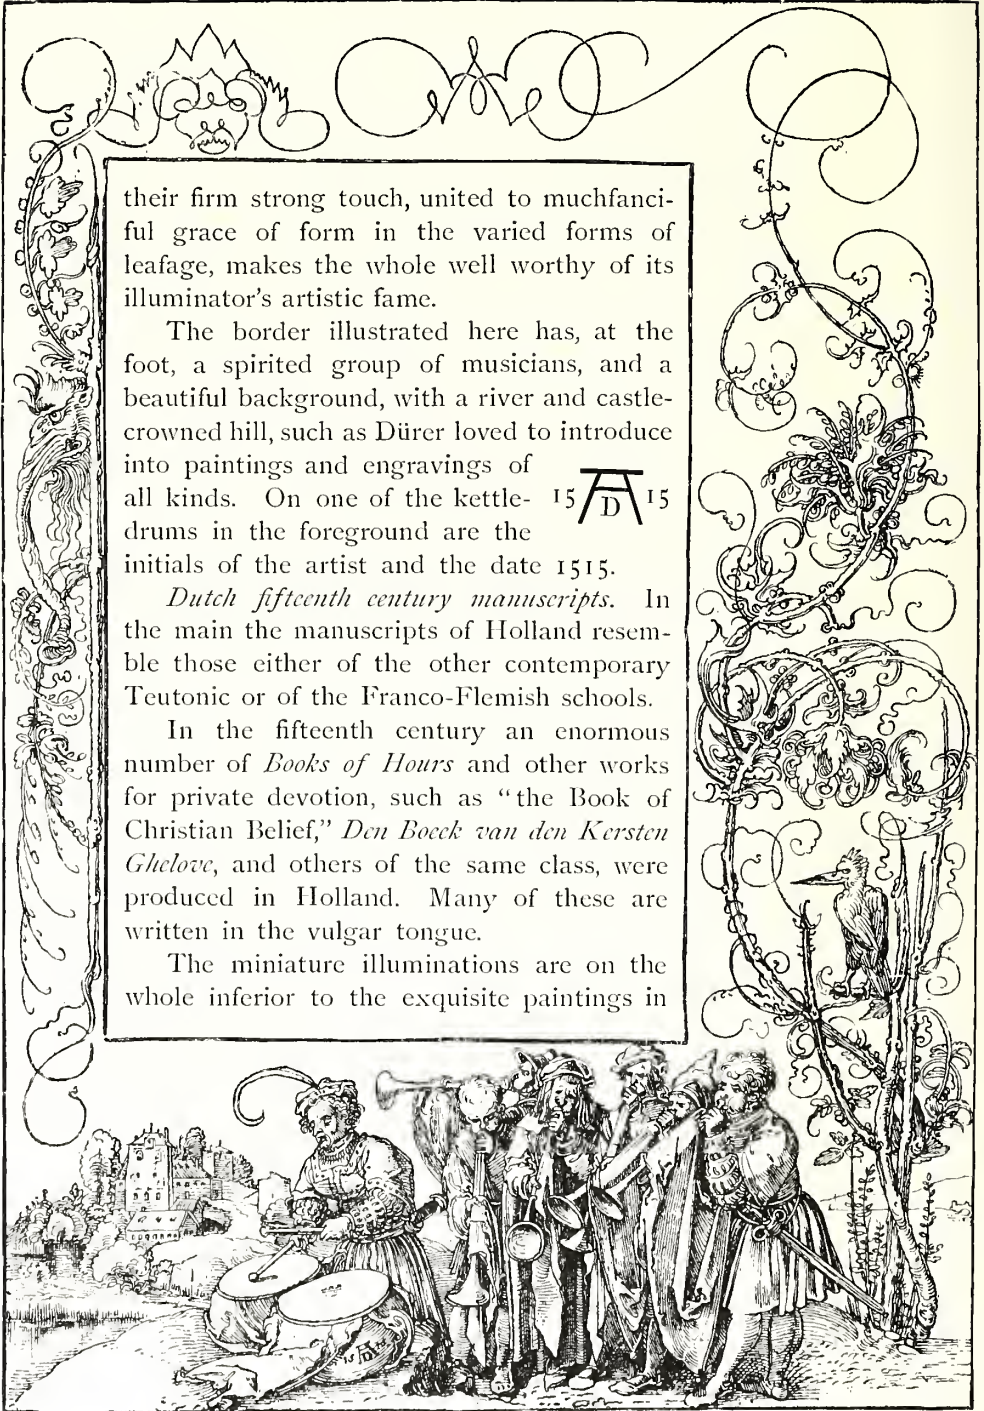 their firm strong touch, united to muchfanci-
ful grace of form in the varied forms of
leafage, makes the whole well worthy of its
illuminator's artistic fame.
The border illustrated here has, at the
foot, a spirited group of musicians, and a
beautiful background, with a river and castle-
crowned hill, such as Dürer loved to introduce
into paintings and engravings of
all kinds. On one of the kettle-
drums in the foreground are the
initials of the artist and the date 1515.
15 AD 15
Dutch fifteenth century manuscripts. In
the main the manuscripts of Holland resem-
ble those either of the other contemporary
Teutonic or of the Franco-Flemish schools.
In the fifteenth century an enormous
number of Books of Hours and other works
for private devotion, such as "the Book of
Christian Belief," Den Boeck van den Kersten
Ghelove, and others of the same class, were
produced in Holland. Many of these are
written in the vulgar tongue.
The miniature illuminations are on the
whole inferior to the exquisite paintings in
15 AD 15